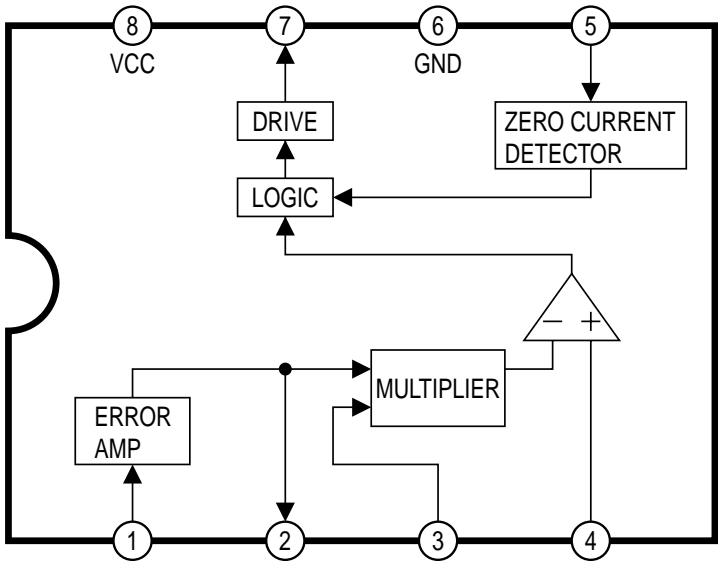 8
7
6
5
VCC
GND
DRIVE
ZERO CURRENT
DETECTOR
LOGIC
− +
MULTIPLIER
ERROR
AMP
1
2
3
4